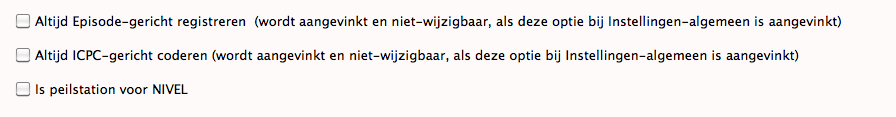 Altijd Episode-gericht registreren  (wordt aangevinkt en niet-wijzigbaar, als deze optie bij Instellingen-algemeen is aangevinkt)
Altijd ICPC-gericht coderen (wordt aangevinkt en niet-wijzigbaar, als deze optie bij Instellingen-algemeen is aangevinkt)
Is peilstation voor NIVEL